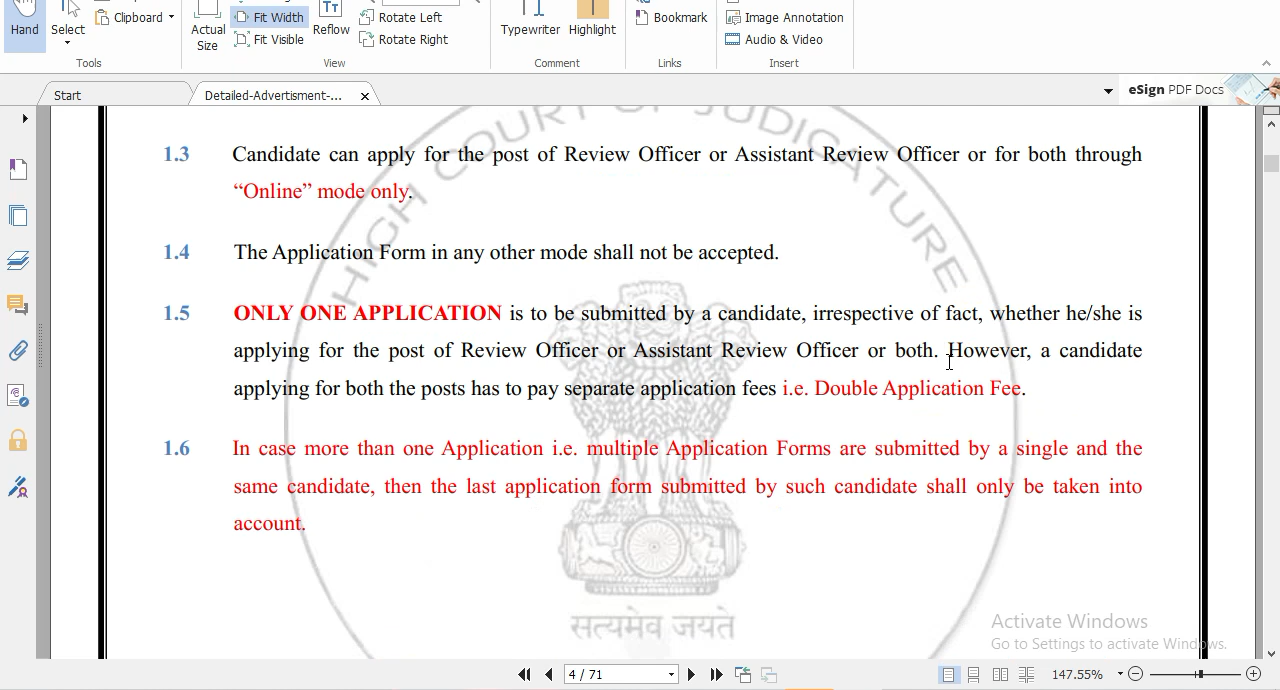 Hand
Select
Clipboard
Actual Size
Fit Width
Fit Visible
Reflow
Rotate Left
Rotate Right
Typewriter
Highlight
Bookmark
Image Annotation
Audio & Video
Tools
View
Comment
Links
Insert
Start
Detailed-Advertisment-...
eSign PDF Docs
HIGH COURT OF JUDICATURE
1.3 Candidate can apply for the post of Review Officer or Assistant Review Officer or for both through
“Online” mode only.
1.4 The Application Form in any other mode shall not be accepted.
1.5 ONLY ONE APPLICATION is to be submitted by a candidate, irrespective of fact, whether he/she is
applying for the post of Review Officer or Assistant Review Officer or both. However, a candidate
applying for both the posts has to pay separate application fees i.e. Double Application Fee.
1.6 In case more than one Application i.e. multiple Application Forms are submitted by a single and the
same candidate, then the last application form submitted by such candidate shall only be taken into
account.
सत्यमेव जयते
Activate Windows
Go to Settings to activate Windows.
4 / 71
147.55%